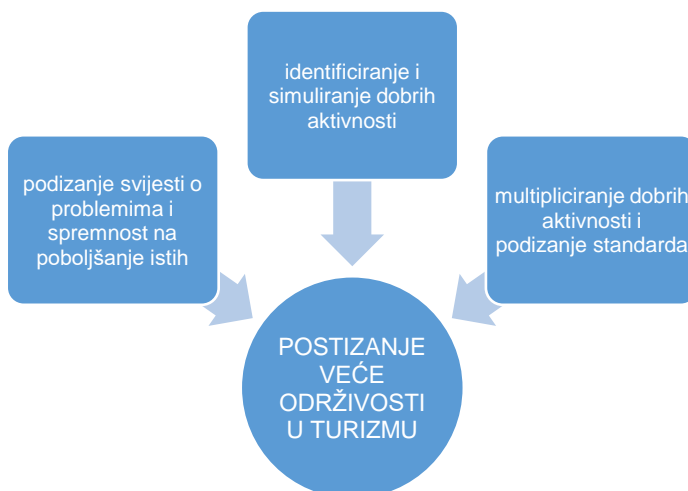 podizanje svijesti o
problemima i
spremnost na
poboljšanje istih
identificiranje i
simuliranje dobrih
aktivnosti
multipliciranje dobrih
aktivnosti i
podizanje standarda
POSTIZANJE
VEĆE
ODRŽIVOSTI
U TURIZMU